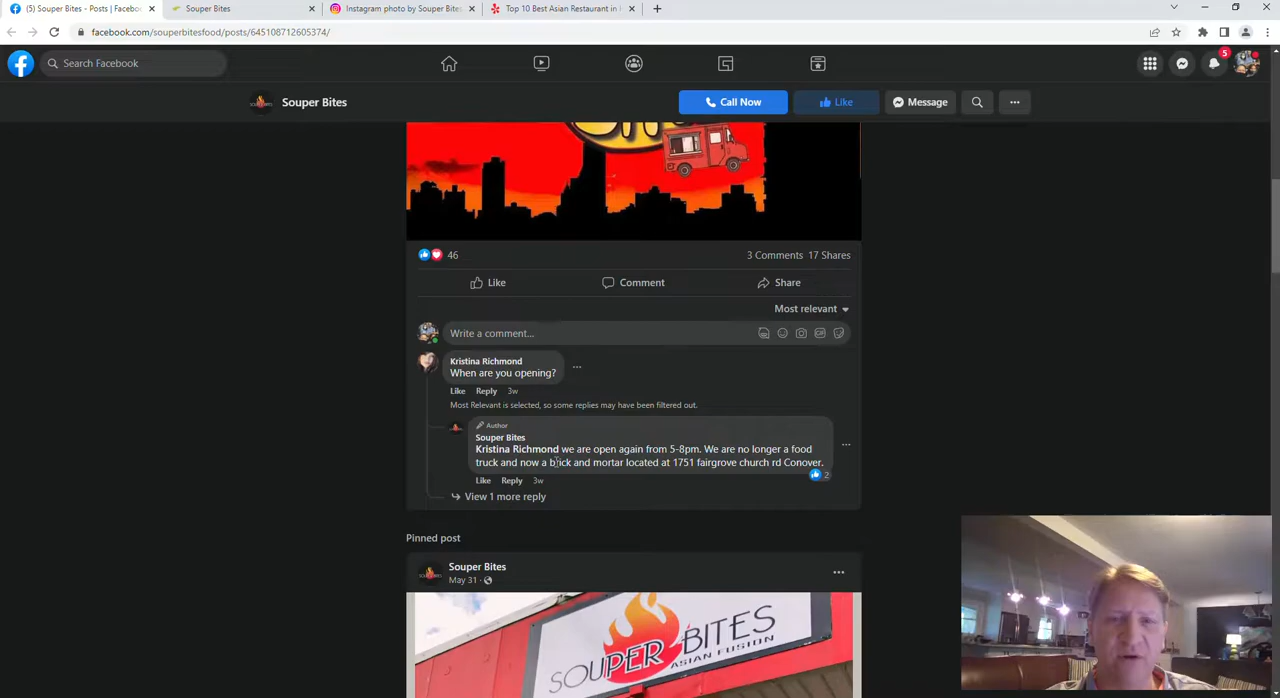 (5) Souper Bites - Posts | Facebo
Souper Bites
Instagram photo by Souper Bites
Top 10 Best Asian Restaurant in
facebook.com/souperbitesfood/posts/645108712605374/
Search Facebook
5
Souper Bites
Call Now
Like
Message
46
3 Comments 17 Shares
Like
Comment
Share
Most relevant
Write a comment...
Kristina Richmond
When are you opening?
Like Reply 3w
Most Relevant is selected, so some replies may have been filtered out.
Author
Souper Bites
Kristina Richmond we are open again from 5-8pm. We are no longer a food
truck and now a brick and mortar located at 1751 fairgrove church rd Conover.
2
Like Reply 3w
View 1 more reply
Pinned post
Souper Bites
May 31 ·
SOUPER BITES
ASIAN FUSION